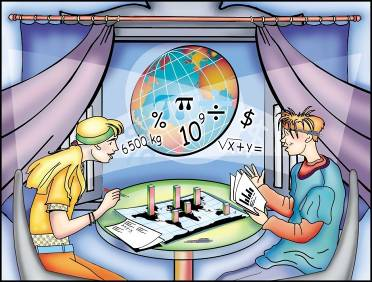 % π ÷ $
6500 kg 10⁹ √x+y=